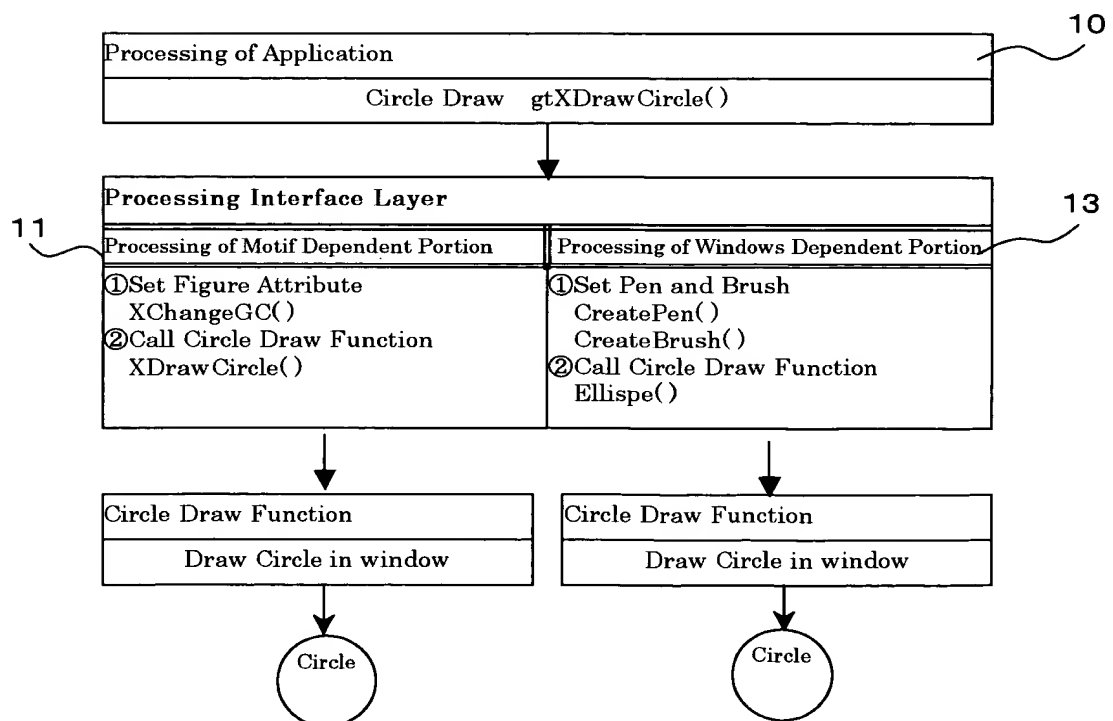 10
Processing of Application
Circle Draw gtXDrawCircle()
Processing Interface Layer
11
13
Processing of Motif Dependent Portion
Processing of Windows Dependent Portion
①Set Figure Attribute
XChangeGC()
②Call Circle Draw Function
XDrawCircle()
①Set Pen and Brush
CreatePen()
CreateBrush()
②Call Circle Draw Function
Ellispe()
Circle Draw Function
Draw Circle in window
Circle Draw Function
Draw Circle in window
Circle
Circle